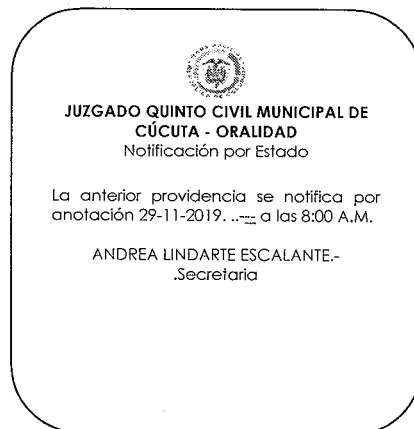 JUZGADO QUINTO CIVIL MUNICIPAL DE
CÚCUTA - ORALIDAD
Notificación por Estado
La anterior providencia se notifica por
anotación 29-11-2019. ..--- a las 8:00 A.M.
ANDREA LINDARTE ESCALANTE.-
.Secretaria